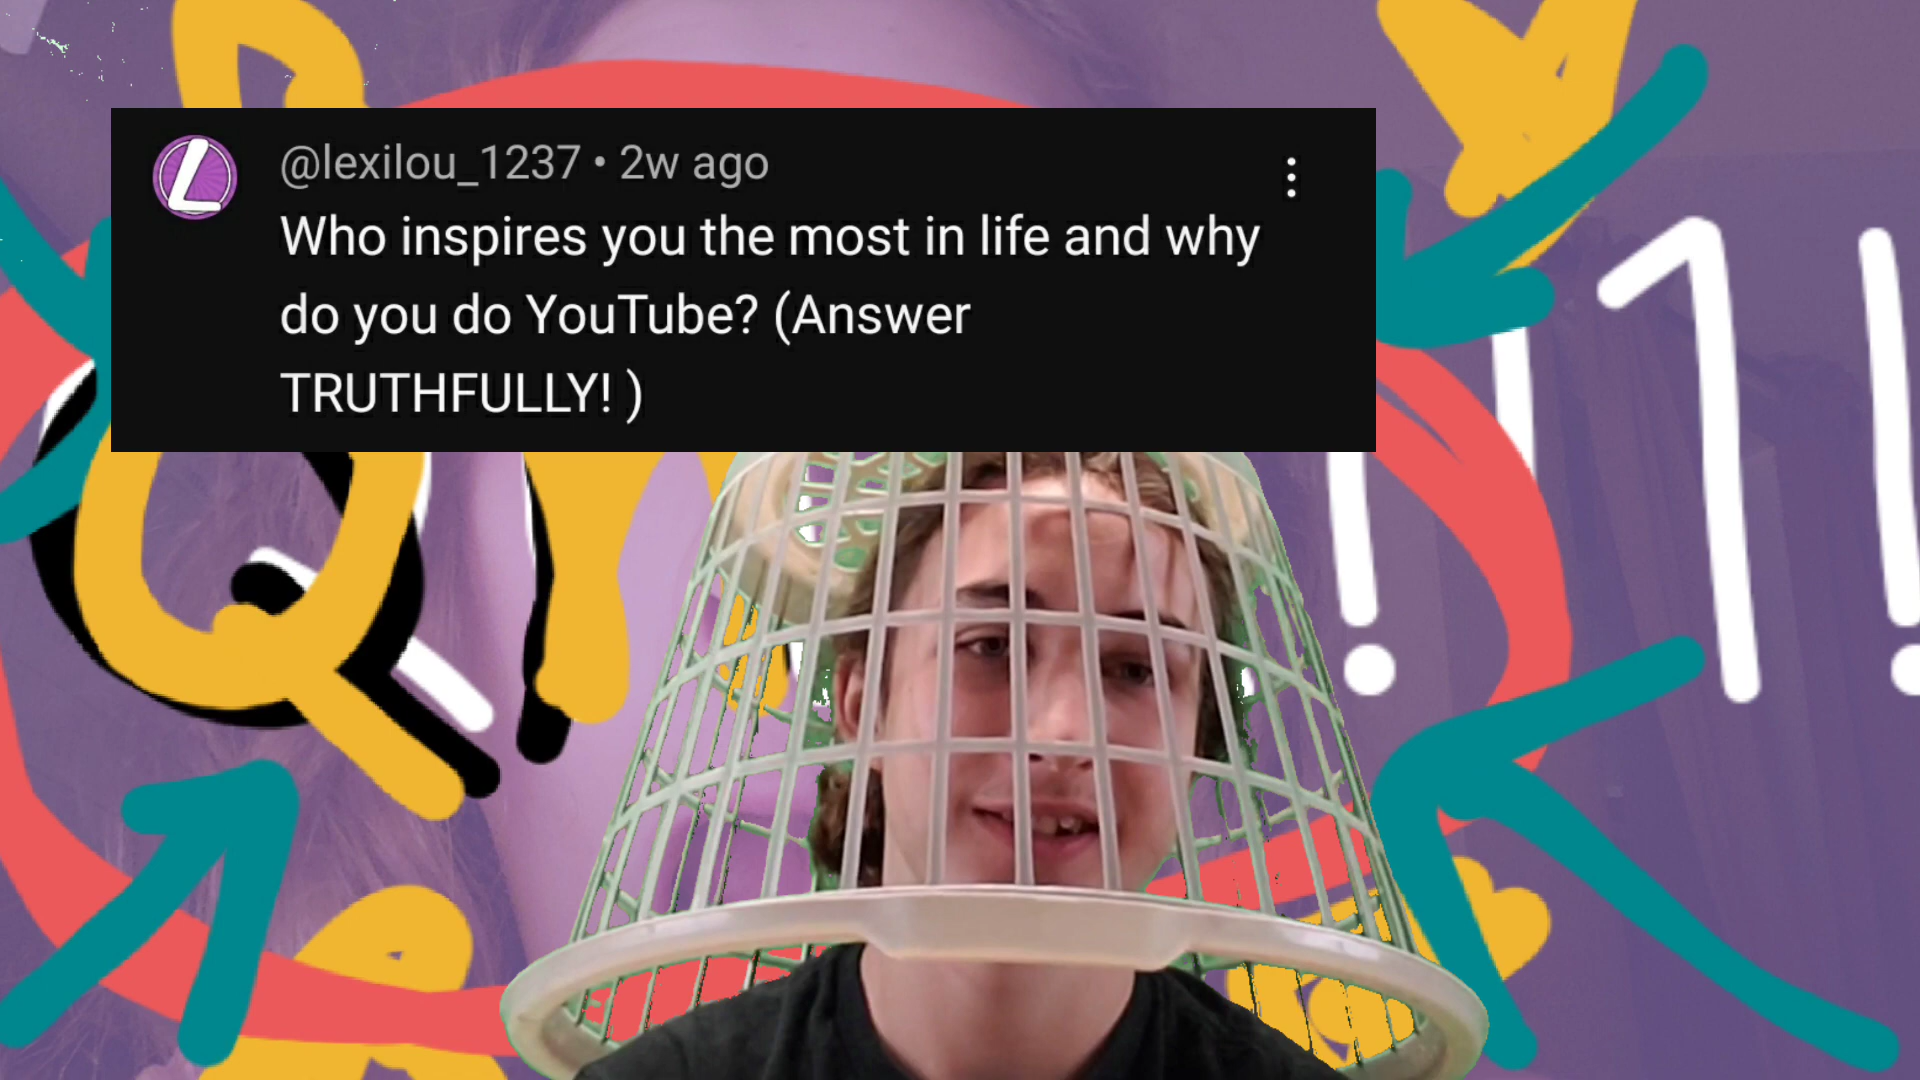 @lexilou_1237 • 2w ago
Who inspires you the most in life and why
do you do YouTube? (Answer
TRUTHFULLY! )